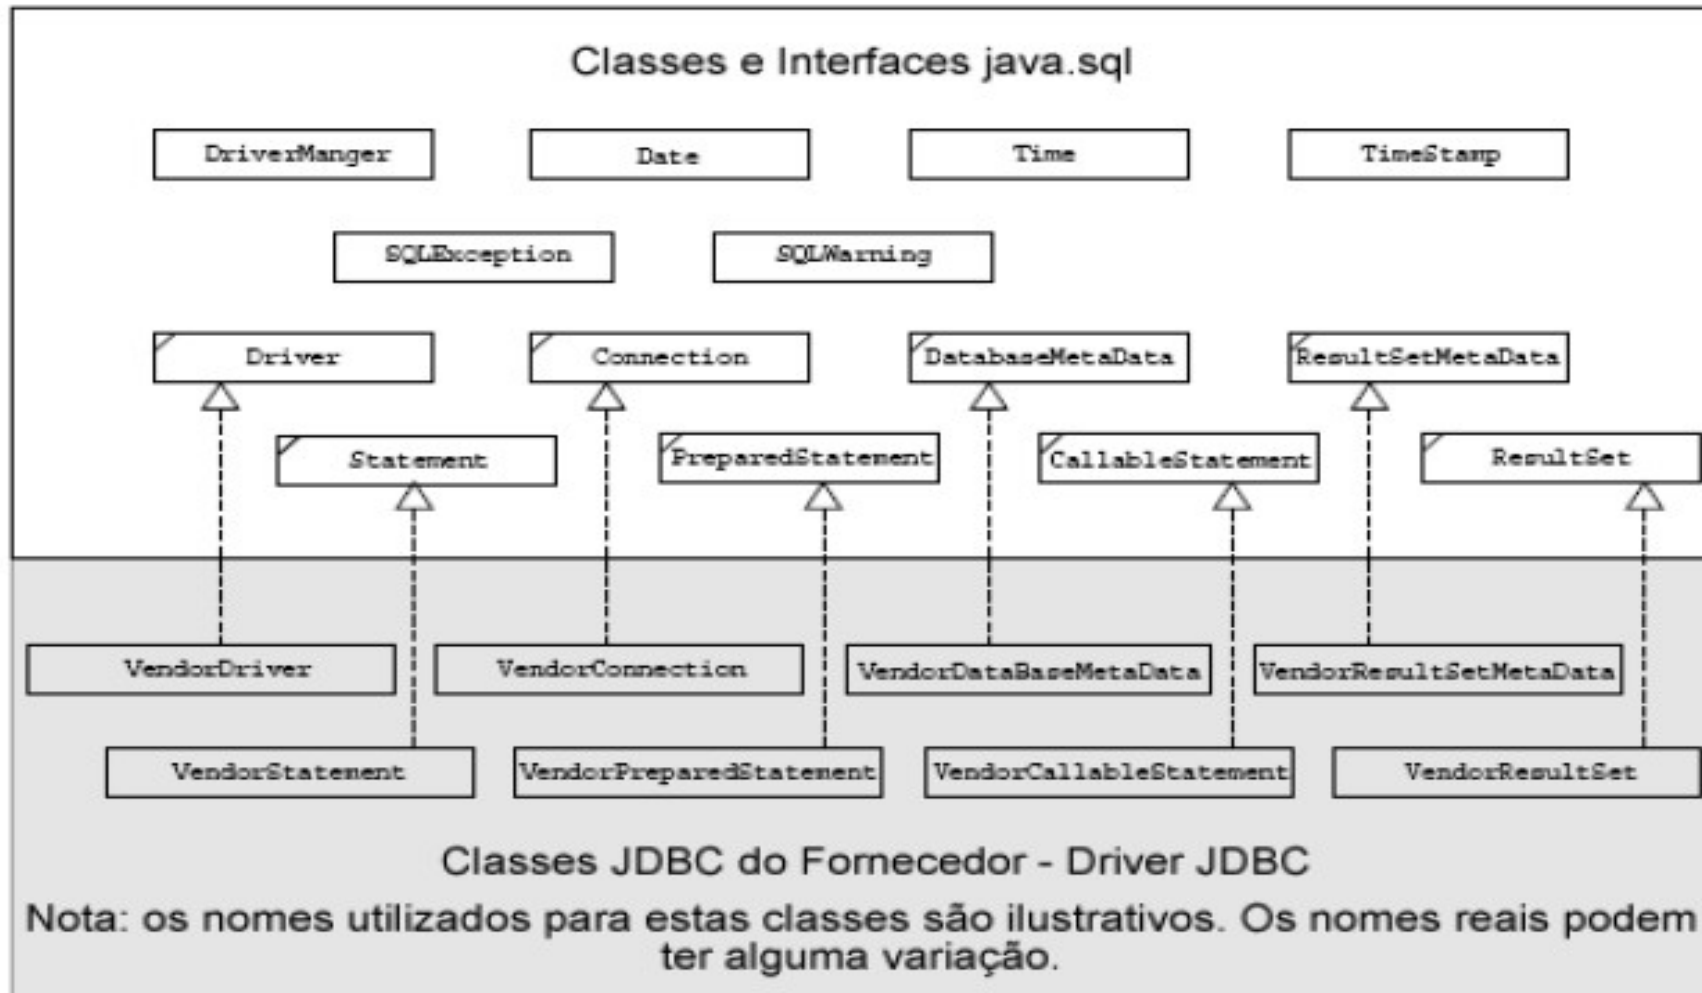 Classes e Interfaces java.sql
DriverManger
Date
Time
TimeStamp
SQLException
SQLWarning
Driver
Connection
DatabaseMetaData
ResultSetMetaData
Statement
PreparedStatement
CallableStatement
ResultSet
VendorDriver
VendorConnection
VendorDataBaseMetaData
VendorResultSetMetaData
VendorStatement
VendorPreparedStatement
VendorCallableStatement
VendorResultSet
Classes JDBC do Fornecedor - Driver JDBC
Nota: os nomes utilizados para estas classes são ilustrativos. Os nomes reais podem
ter alguma variação.